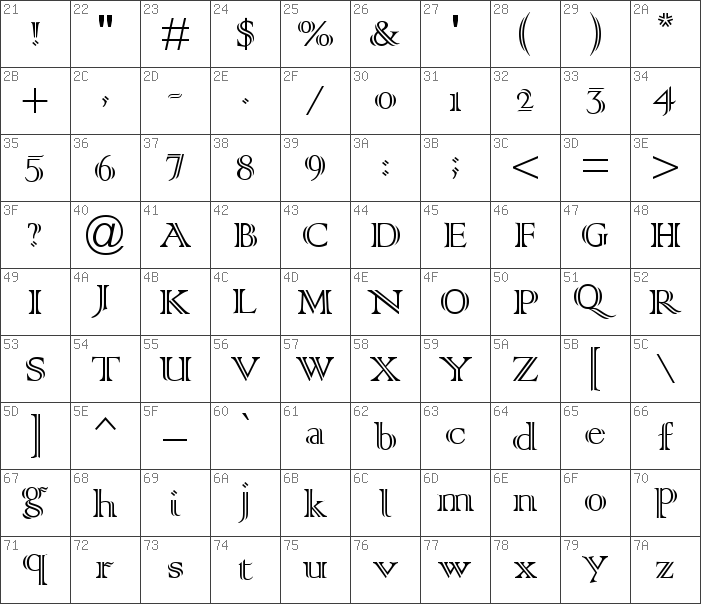 21 22 23 24 25 26 27 28 29 2A
! " # $ % & ' ( ) *
2B 2C 2D 2E 2F 30 31 32 33 34
+ , - . / 0 1 2 3 4
35 36 37 38 39 3A 3B 3C 3D 3E
5 6 7 8 9 : ; < = >
3F 40 41 42 43 44 45 46 47 48
? @ A B C D E F G H
49 4A 4B 4C 4D 4E 4F 50 51 52
I J K L M N O P Q R
53 54 55 56 57 58 59 5A 5B 5C
S T U V W X Y Z [ \
5D 5E 5F 60 61 62 63 64 65 66
] ^ _ ` a b c d e f
67 68 69 6A 6B 6C 6D 6E 6F 70
g h i j k l m n o p
71 72 73 74 75 76 77 78 79 7A
q r s t u v w x y z